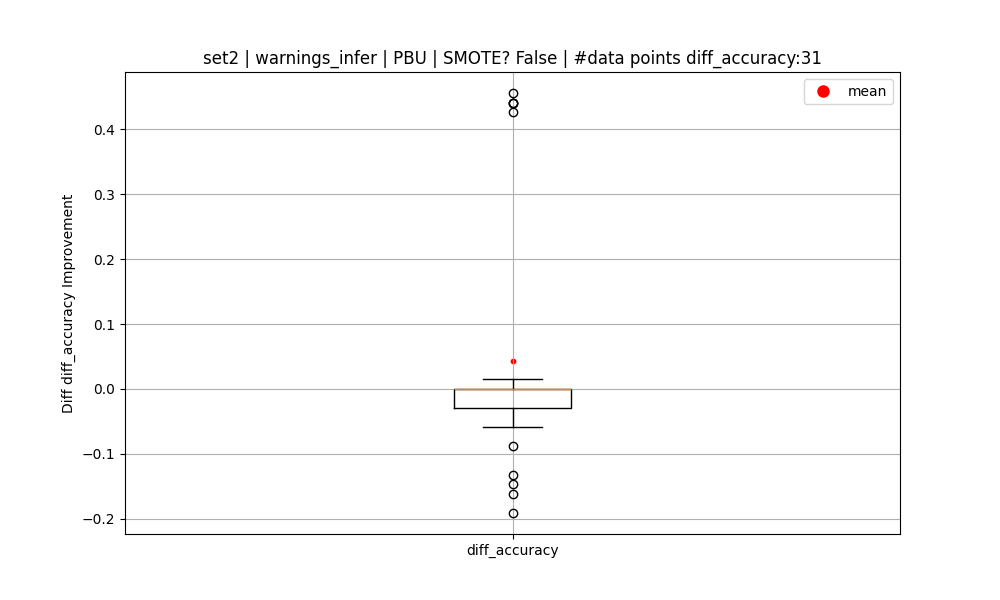 set2 | warnings_infer | PBU | SMOTE? False | #data points diff_accuracy:31
mean
0.4
0.3
0.2
0.1
0.0
−0.1
−0.2
Diff diff_accuracy Improvement
diff_accuracy